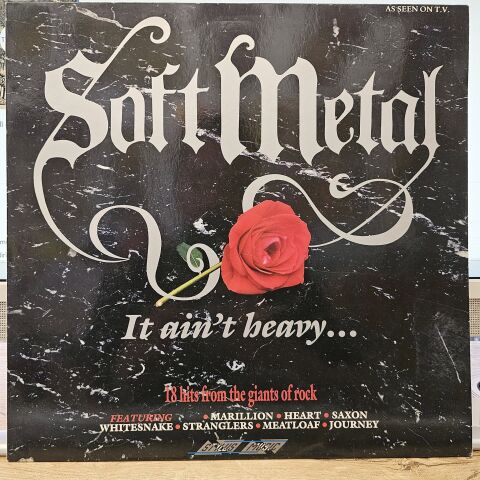 AS SEEN ON T.V.
Soft Metal
It ain't heavy...
18 hits from the giants of rock
FEATURING • MARILLION • HEART • SAXON
WHITESNAKE • STRANGLERS • MEATLOAF • JOURNEY